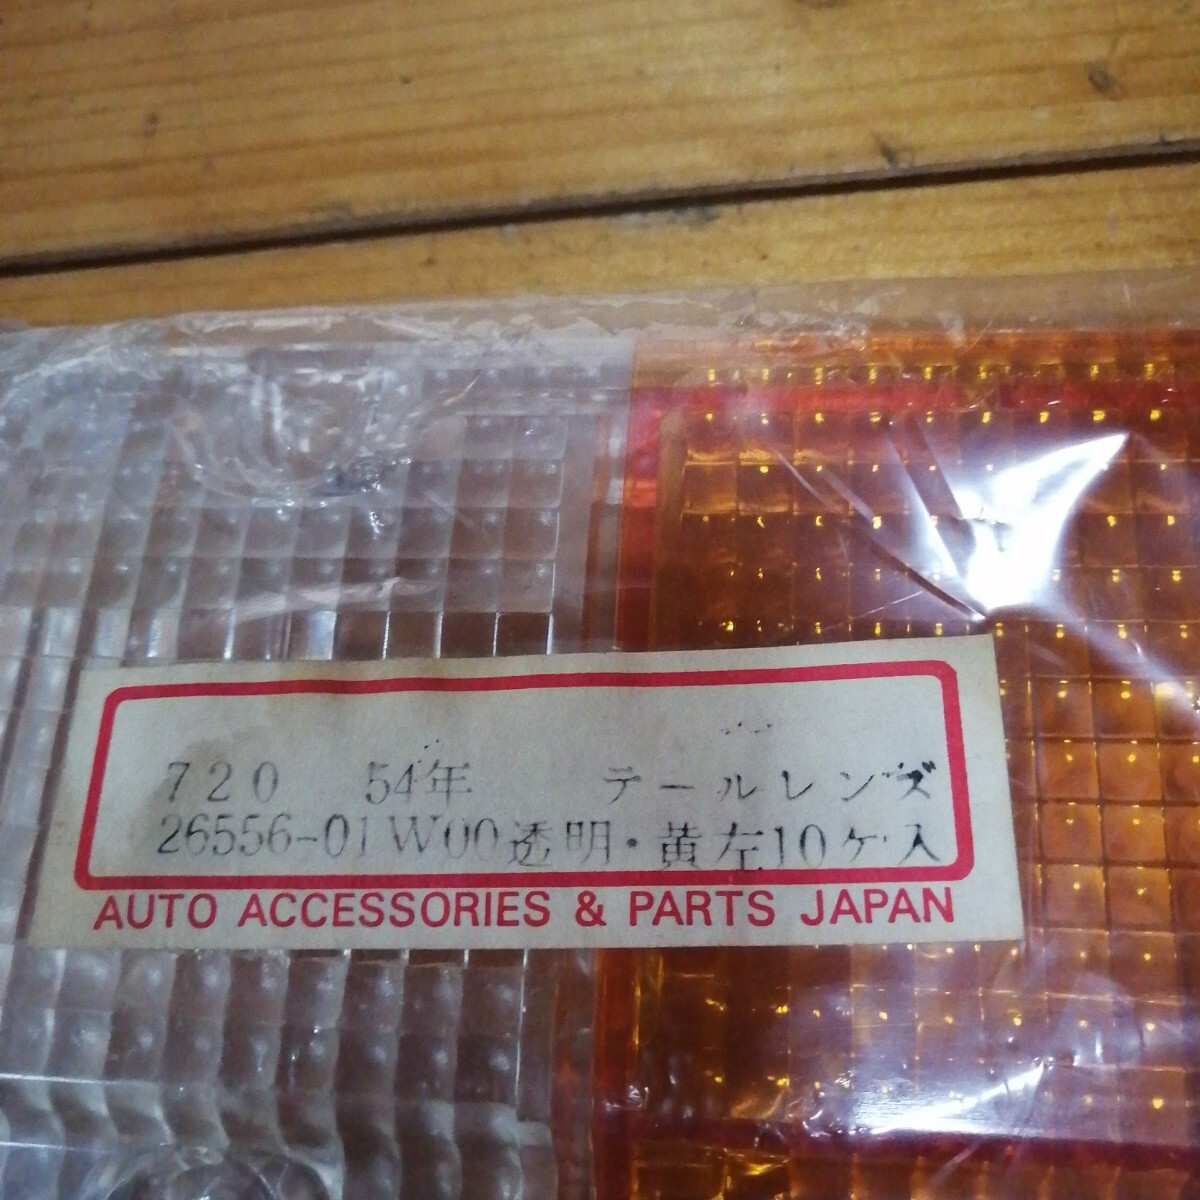 720 54年 テールレンズ
26556-01W00透明・黄左10ケ入
AUTO ACCESSORIES & PARTS JAPAN